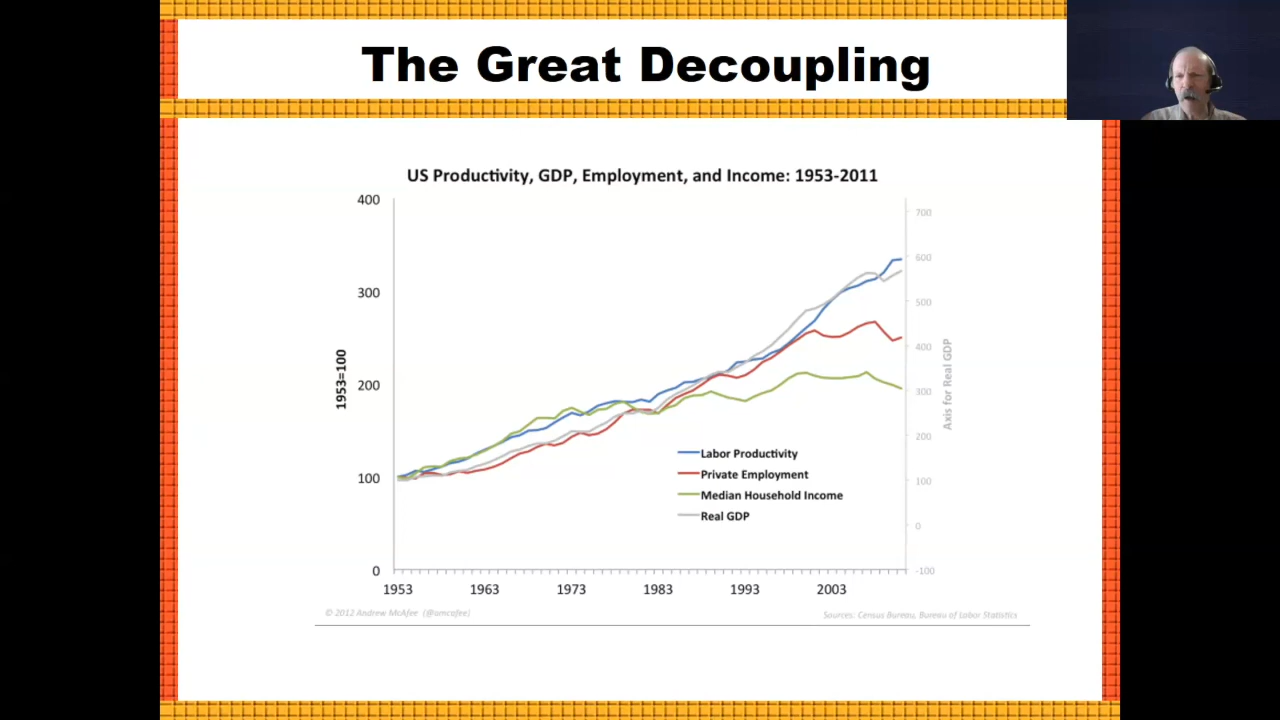 The Great Decoupling
US Productivity, GDP, Employment, and Income: 1953-2011
400
300
200
100
0
1953=100
700
600
500
400
300
200
100
0
-100
Axis for Real GDP
Labor Productivity
Private Employment
Median Household Income
Real GDP
1953 1963 1973 1983 1993 2003
© 2012 Andrew McAfee (@amcafee)
Sources: Census Bureau, Bureau of Labor Statistics